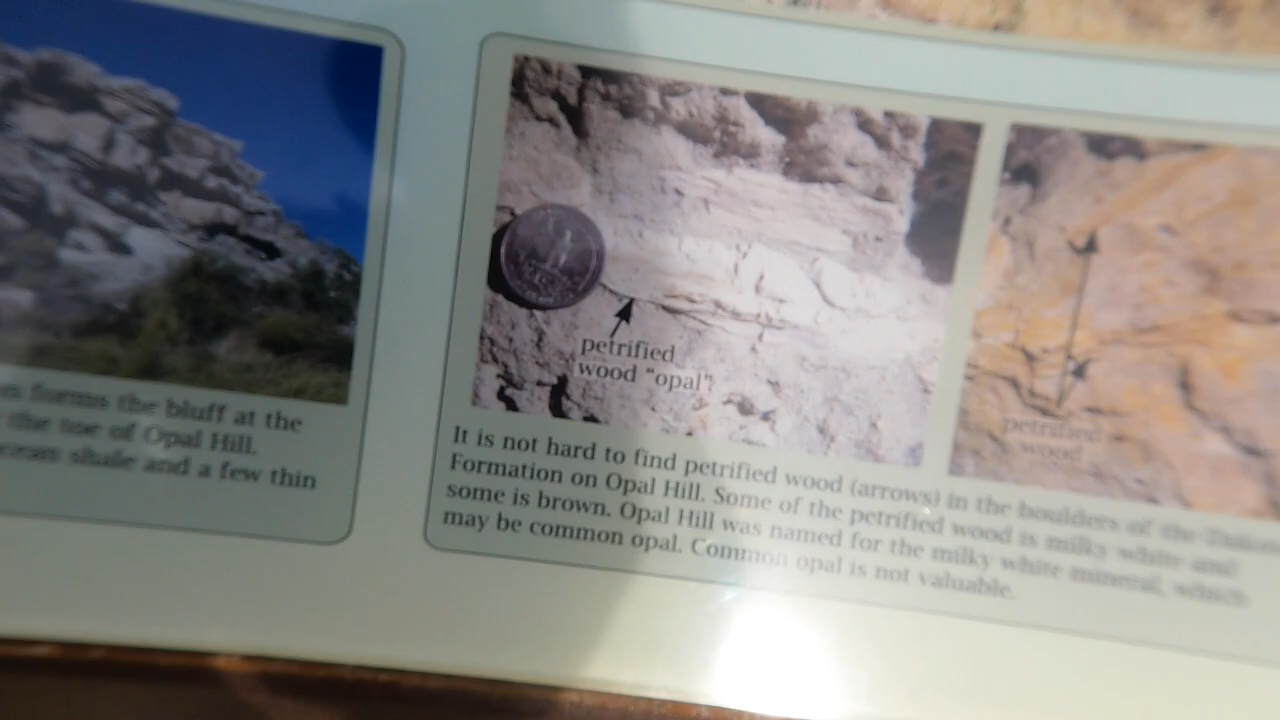 forms the bluff at the
the toe of Opal Hill.
shale and a few thin
petrified
wood "opal"?
petrified
wood
It is not hard to find petrified wood (arrows) in the boulders of the
Formation on Opal Hill. Some of the petrified wood is milky white and
some is brown. Opal Hill was named for the milky white mineral, which
may be common opal. Common opal is not valuable.